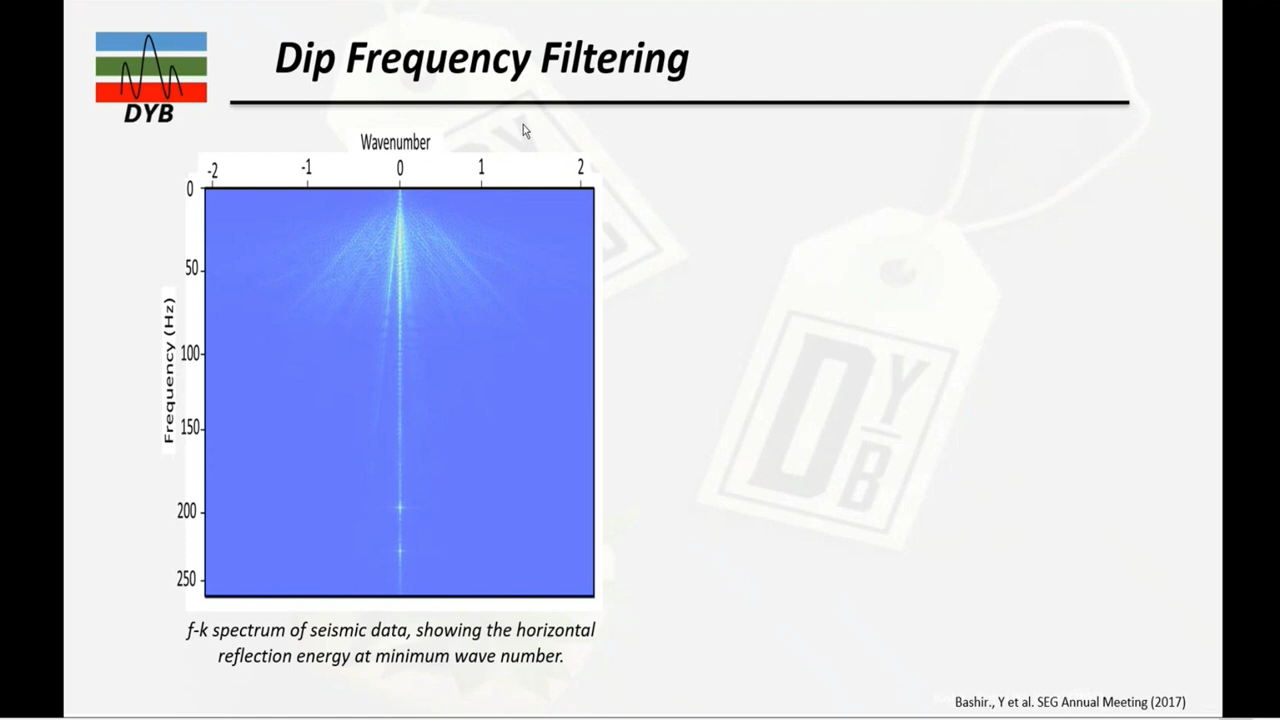 Dip Frequency Filtering
DYB
Wavenumber
-2 -1 0 1 2
0
50
100
150
200
250
Frequency (Hz)
f-k spectrum of seismic data, showing the horizontal
reflection energy at minimum wave number.
DY
B
Bashir., Y et al. SEG Annual Meeting (2017)